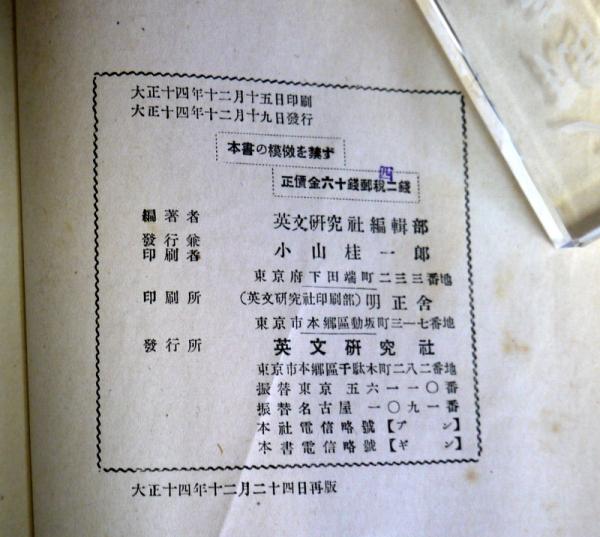 大正十四年十二月十五日印刷
大正十四年十二月十九日發行
本書の模倣を禁ず
四
正價金六十錢郵稅二錢
編著者 英文硏究社編輯部
發行兼
印刷者 小山桂一郎
東京府下田端町二三三番地
印刷所 (英文硏究社印刷部) 明正舍
東京市本鄕區動坂町三一七番地
發行所 英文硏究社
東京市本鄕區千駄木町二八二番地
振替東京五六一一〇番
振替名古屋一〇九一番
本社電信略號【アン】
本書電信略號【ギン】
大正十四年十二月二十四日再版